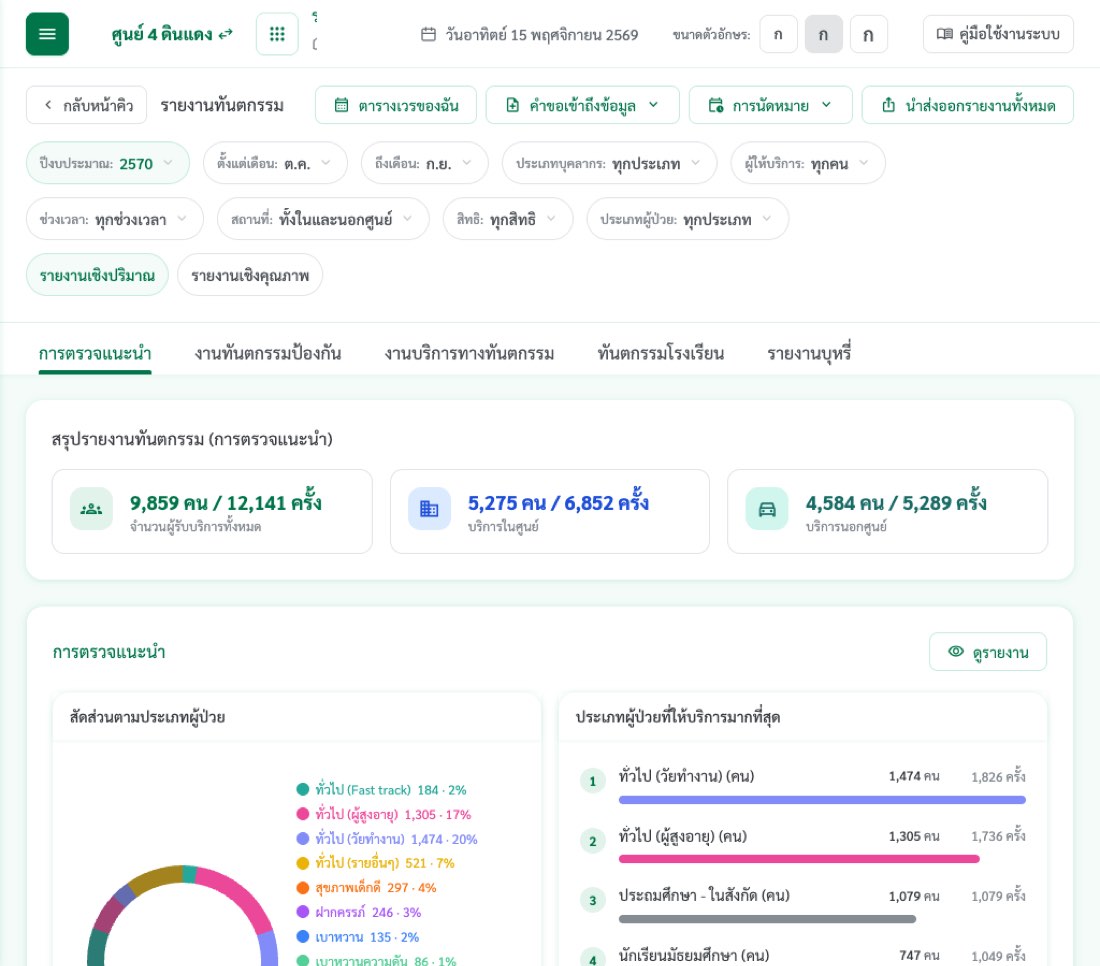 ศูนย์ 4 ดินแดง
วันอาทิตย์ 15 พฤศจิกายน 2569
ขนาดตัวอักษร: ก ก ก
คู่มือใช้งานระบบ
กลับหน้าคิว
รายงานทันตกรรม
ตารางเวรของฉัน
คำขอเข้าถึงข้อมูล
การนัดหมาย
นำส่งออกรายงานทั้งหมด
ปีงบประมาณ: 2570
ตั้งแต่เดือน: ต.ค.
ถึงเดือน: ก.ย.
ประเภทบุคลากร: ทุกประเภท
ผู้ให้บริการ: ทุกคน
ช่วงเวลา: ทุกช่วงเวลา
สถานที่: ทั้งในและนอกศูนย์
สิทธิ: ทุกสิทธิ
ประเภทผู้ป่วย: ทุกประเภท
รายงานเชิงปริมาณ
รายงานเชิงคุณภาพ
การตรวจแนะนำ
งานทันตกรรมป้องกัน
งานบริการทางทันตกรรม
ทันตกรรมโรงเรียน
รายงานบุหรี่
สรุปรายงานทันตกรรม (การตรวจแนะนำ)
9,859 คน / 12,141 ครั้ง
จำนวนผู้รับบริการทั้งหมด
5,275 คน / 6,852 ครั้ง
บริการในศูนย์
4,584 คน / 5,289 ครั้ง
บริการนอกศูนย์
การตรวจแนะนำ
ดูรายงาน
สัดส่วนตามประเภทผู้ป่วย
ทั่วไป (Fast track) 184 · 2%
ทั่วไป (ผู้สูงอายุ) 1,305 · 17%
ทั่วไป (วัยทำงาน) 1,474 · 20%
ทั่วไป (รายอื่นๆ) 521 · 7%
สุขภาพเด็กดี 297 · 4%
ฝากครรภ์ 246 · 3%
เบาหวาน 135 · 2%
เบาหวานความดัน 86 · 1%
ประเภทผู้ป่วยที่ให้บริการมากที่สุด
1 ทั่วไป (วัยทำงาน) (คน) 1,474 คน 1,826 ครั้ง
2 ทั่วไป (ผู้สูงอายุ) (คน) 1,305 คน 1,736 ครั้ง
3 ประถมศึกษา - ในสังกัด (คน) 1,079 คน 1,079 ครั้ง
4 นักเรียนมัธยมศึกษา (คน) 747 คน 1,049 ครั้ง